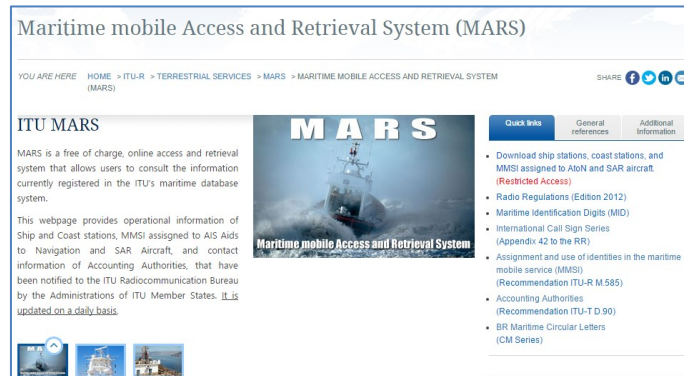 Maritime mobile Access and Retrieval System (MARS)
YOU ARE HERE HOME > ITU-R > TERRESTRIAL SERVICES > MARS > MARITIME MOBILE ACCESS AND RETRIEVAL SYSTEM
(MARS)
SHARE
ITU MARS
MARS is a free of charge, online access and retrieval
system that allows users to consult the information
currently registered in the ITU's maritime database
system.
This webpage provides operational information of
Ship and Coast stations, MMSI assigned to AIS Aids
to Navigation and SAR Aircraft, and contact
information of Accounting Authorities, that have
been notified to the ITU Radiocommunication Bureau
by the Administrations of ITU Member States. It is
updated on a daily basis.
M A R S
Maritime mobile Access and Retrieval System
Quick links
General
references
Additional
Information
Download ship stations, coast stations, and
MMSI assigned to AtoN and SAR aircraft
(Restricted Access)
Radio Regulations (Edition 2012)
Maritime Identification Digits (MID)
International Call Sign Series
(Appendix 42 to the RR)
Assignment and use of identities in the maritime
mobile service (MMSI)
(Recommendation ITU-R M.585)
Accounting Authorities
(Recommendation ITU-T D.90)
BR Maritime Circular Letters
(CM Series)